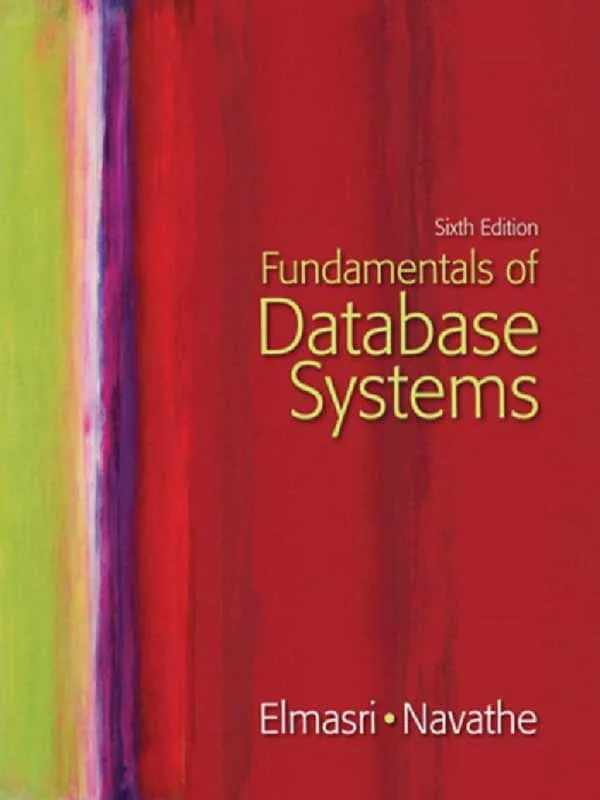 Sixth Edition
Fundamentals of
Database
Systems
Elmasri • Navathe